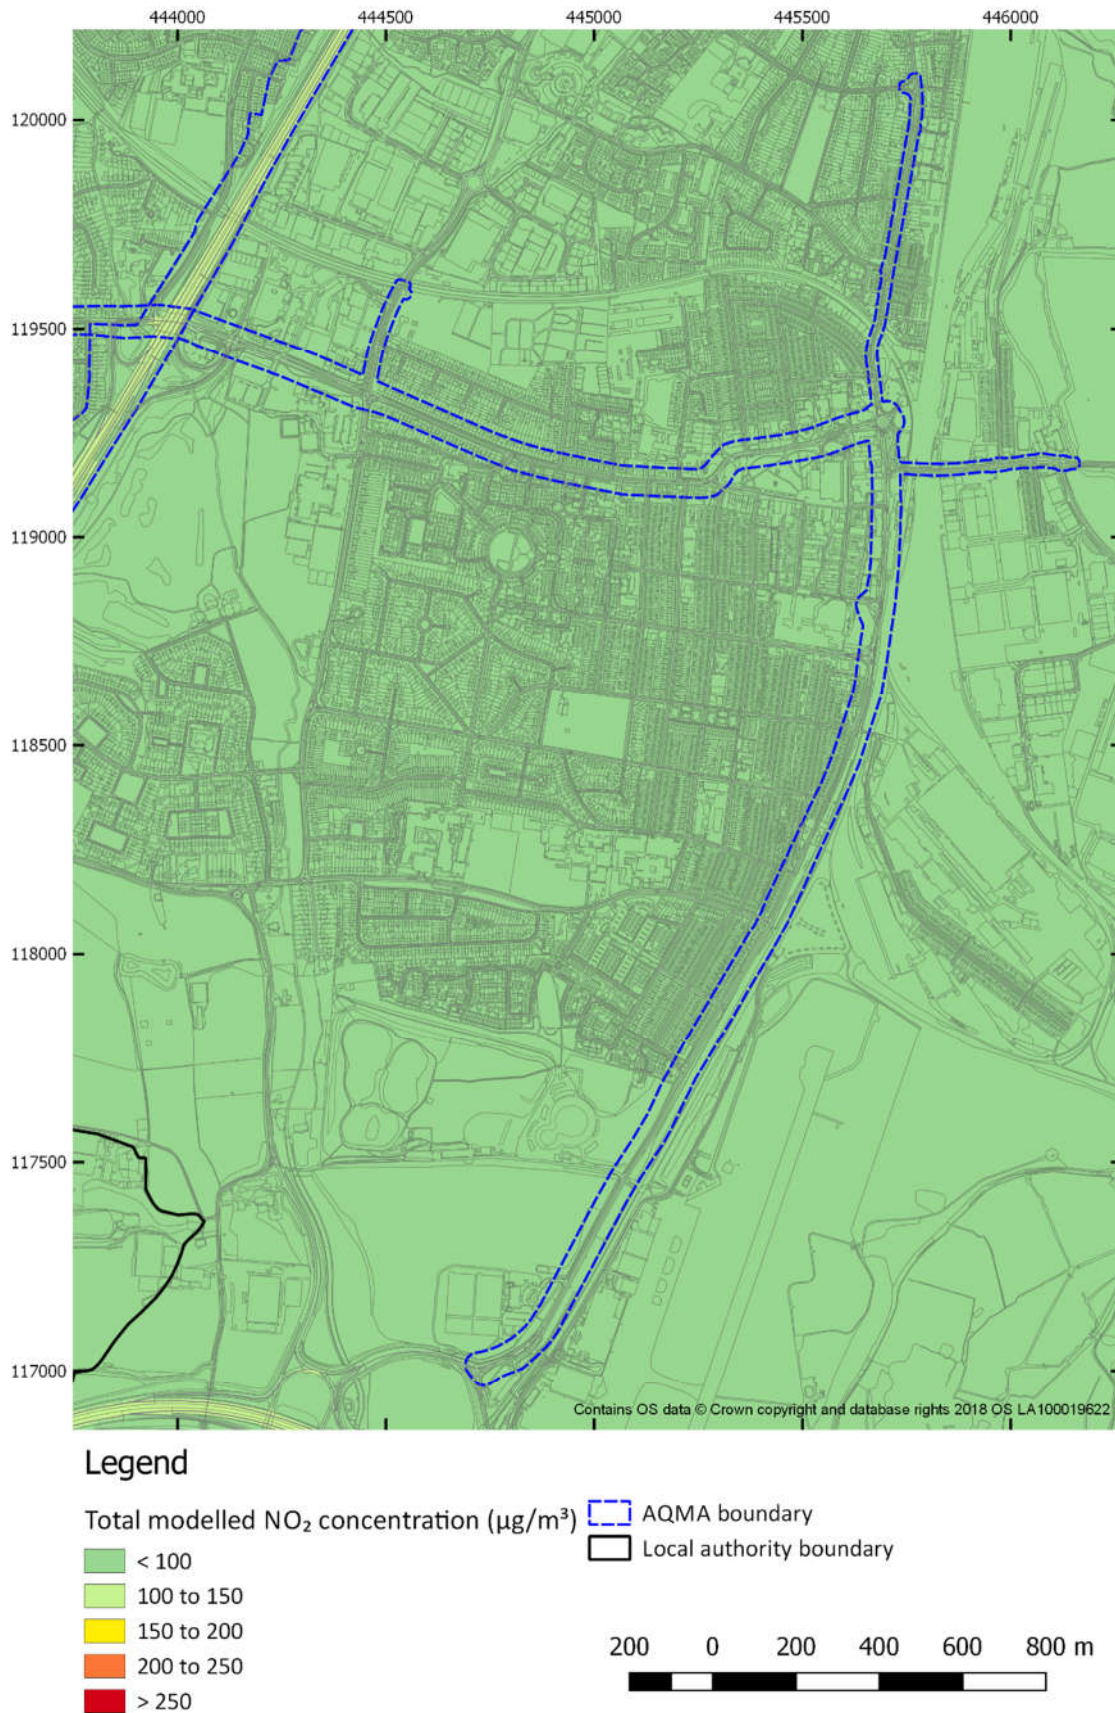 444000 444500 445000 445500 446000
120000
119500
119000
118500
118000
117500
117000
Contains OS data © Crown copyright and database rights 2018 OS LA100019622
Legend
Total modelled NO₂ concentration (µg/m³)
< 100
100 to 150
150 to 200
200 to 250
> 250
AQMA boundary
Local authority boundary
200 0 200 400 600 800 m